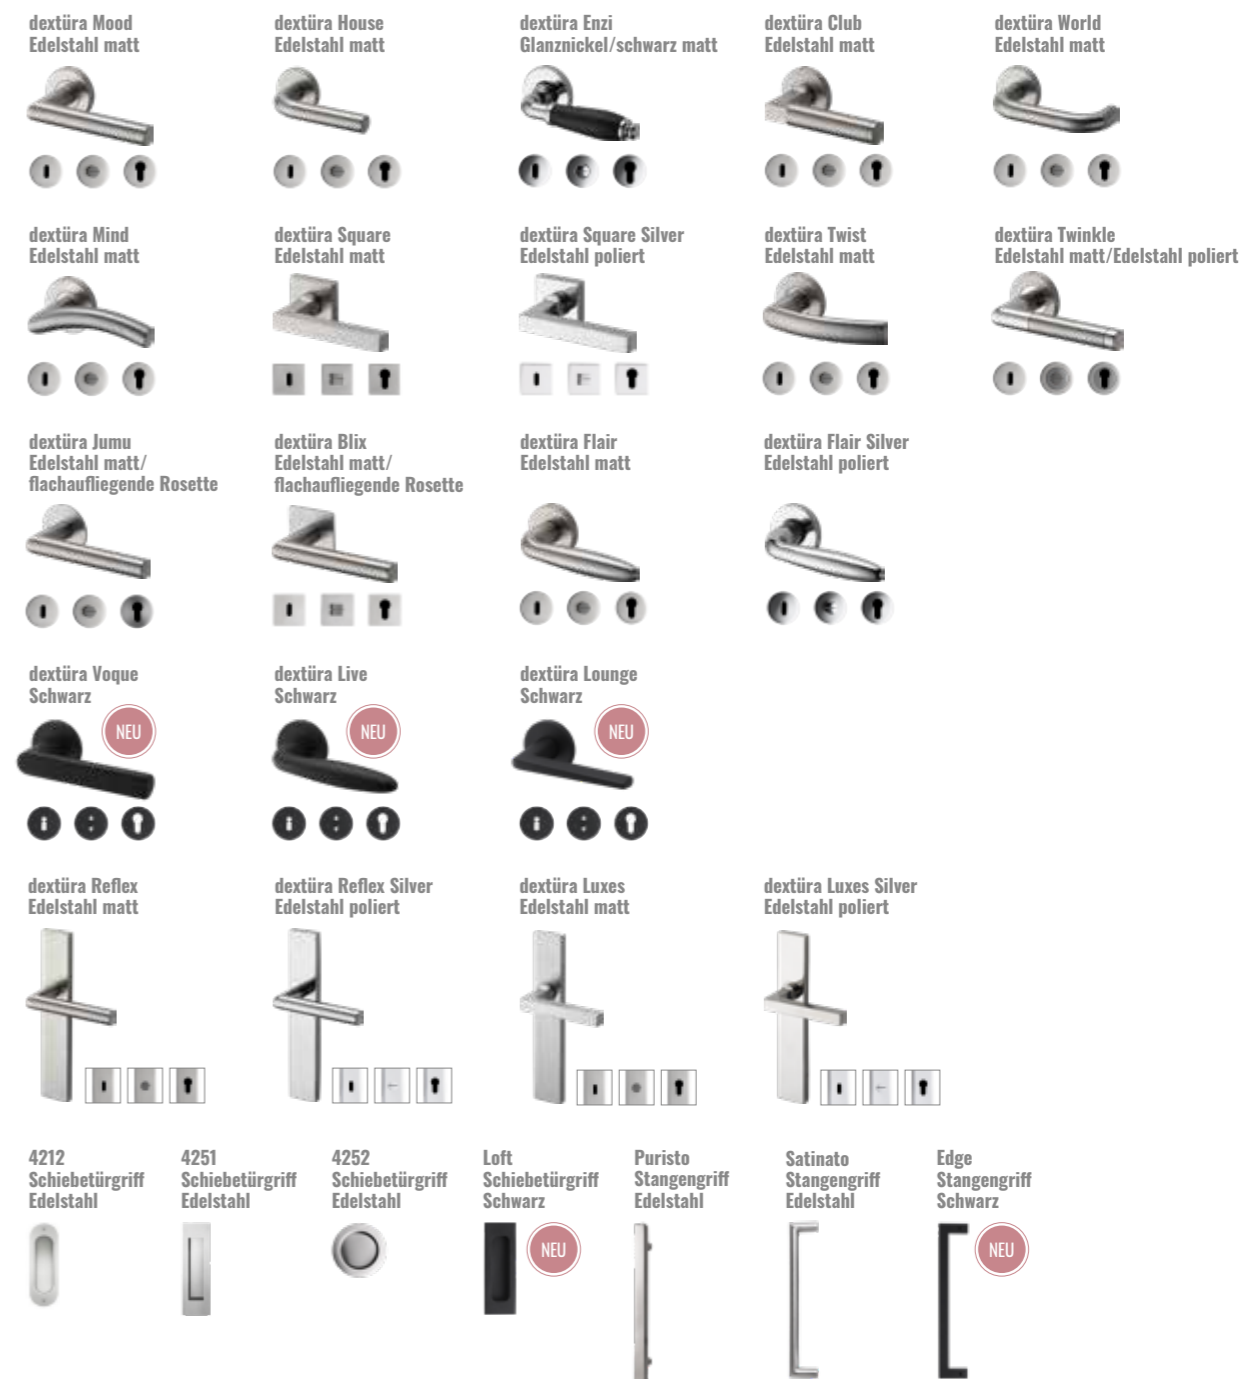 dextüra Mood
Edelstahl matt
dextüra House
Edelstahl matt
dextüra Enzi
Glanznickel/schwarz matt
dextüra Club
Edelstahl matt
dextüra World
Edelstahl matt
dextüra Mind
Edelstahl matt
dextüra Square
Edelstahl matt
dextüra Square Silver
Edelstahl poliert
dextüra Twist
Edelstahl matt
dextüra Twinkle
Edelstahl matt/Edelstahl poliert
dextüra Jumu
Edelstahl matt/
flachaufliegende Rosette
dextüra Blix
Edelstahl matt/
flachaufliegende Rosette
dextüra Flair
Edelstahl matt
dextüra Flair Silver
Edelstahl poliert
dextüra Voque
Schwarz
NEU
dextüra Live
Schwarz
NEU
dextüra Lounge
Schwarz
NEU
dextüra Reflex
Edelstahl matt
dextüra Reflex Silver
Edelstahl poliert
dextüra Luxes
Edelstahl matt
dextüra Luxes Silver
Edelstahl poliert
4212
Schiebetürgriff
Edelstahl
4251
Schiebetürgriff
Edelstahl
4252
Schiebetürgriff
Edelstahl
Loft
Schiebetürgriff
Schwarz
NEU
Puristo
Stangengriff
Edelstahl
Satinato
Stangengriff
Edelstahl
Edge
Stangengriff
Schwarz
NEU